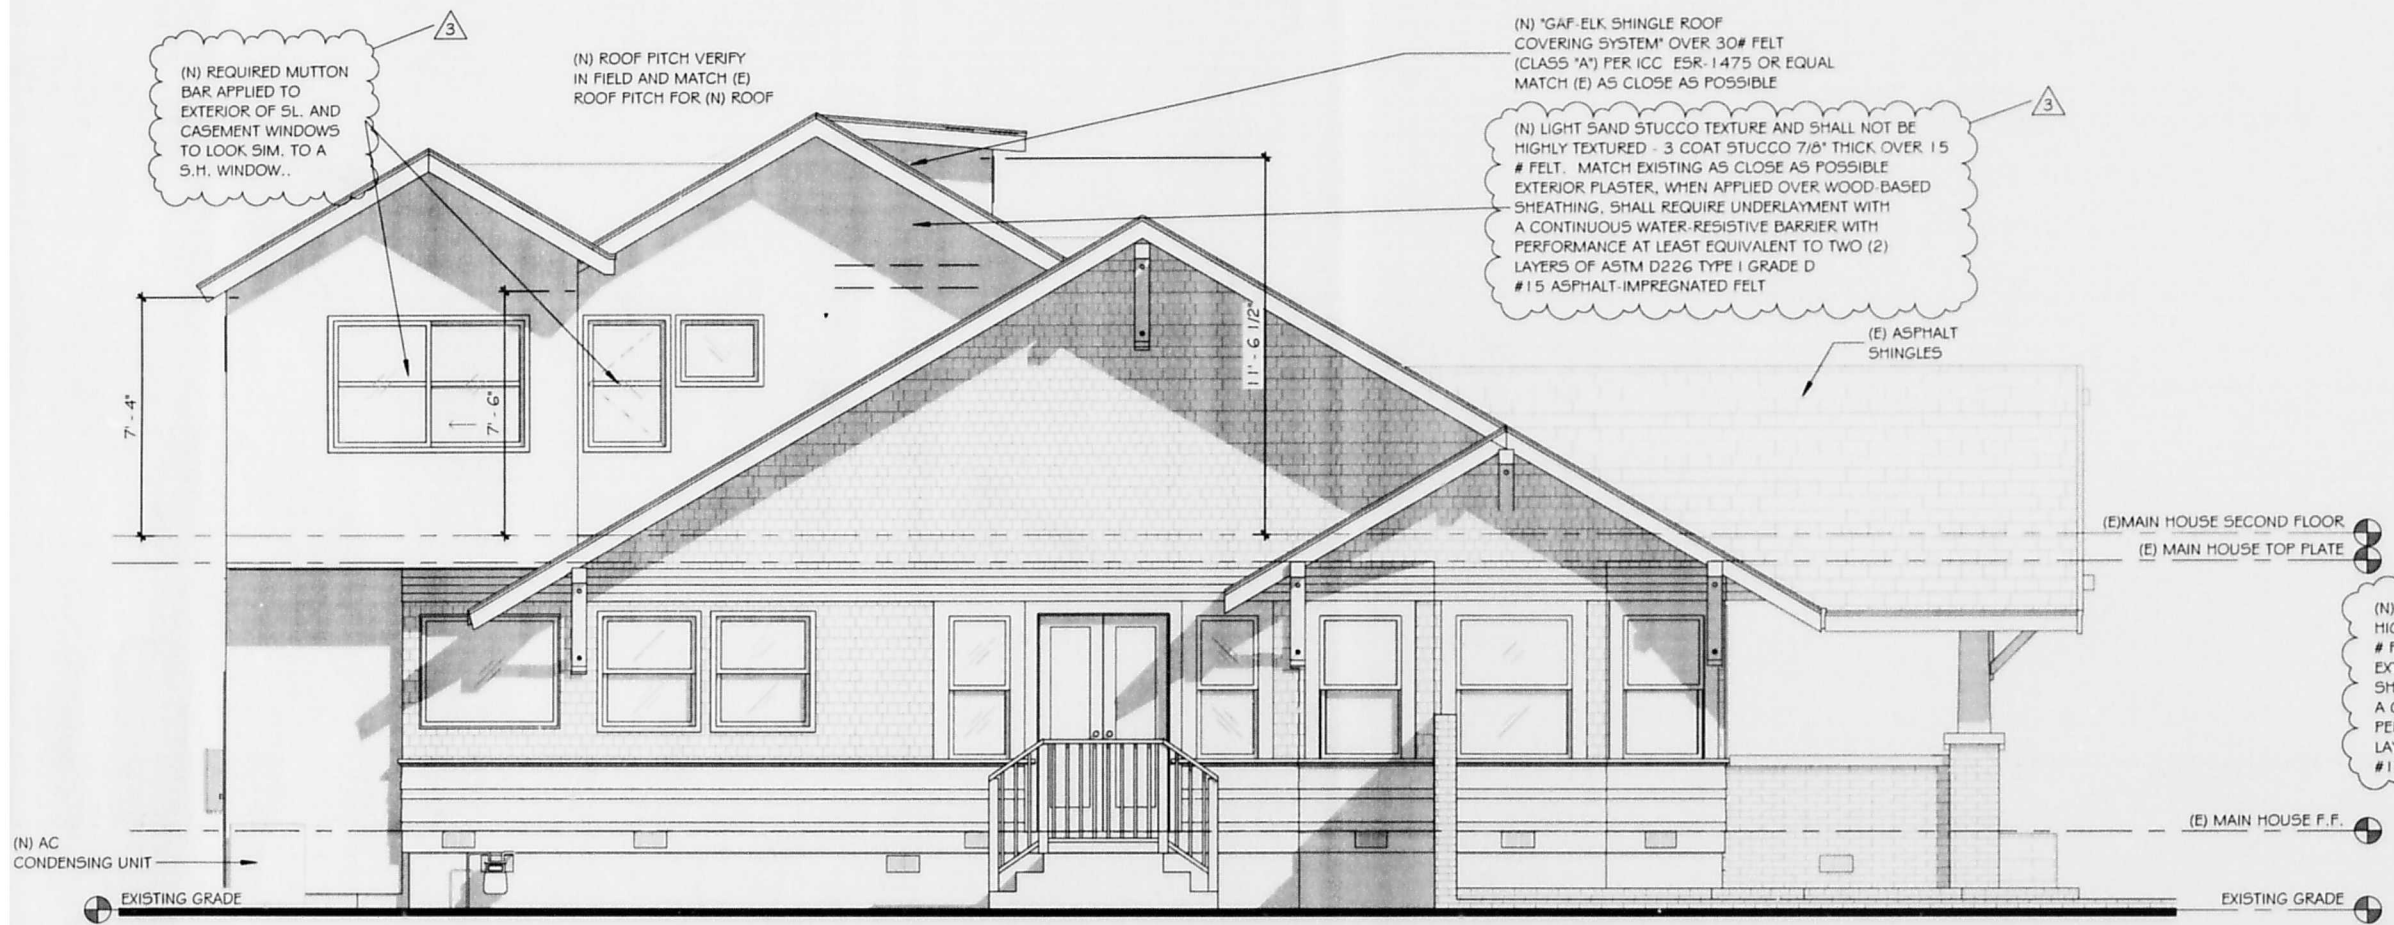 3
(N) REQUIRED MUTTON
BAR APPLIED TO
EXTERIOR OF SL. AND
CASEMENT WINDOWS
TO LOOK SIM. TO A
S.H. WINDOW..
(N) ROOF PITCH VERIFY
IN FIELD AND MATCH (E)
ROOF PITCH FOR (N) ROOF
(N) "GAF-ELK SHINGLE ROOF
COVERING SYSTEM" OVER 30# FELT
(CLASS "A") PER ICC ESR-1475 OR EQUAL
MATCH (E) AS CLOSE AS POSSIBLE
3
(N) LIGHT SAND STUCCO TEXTURE AND SHALL NOT BE
HIGHLY TEXTURED - 3 COAT STUCCO 7/8" THICK OVER 15
# FELT. MATCH EXISTING AS CLOSE AS POSSIBLE
EXTERIOR PLASTER, WHEN APPLIED OVER WOOD-BASED
SHEATHING, SHALL REQUIRE UNDERLAYMENT WITH
A CONTINUOUS WATER-RESISTIVE BARRIER WITH
PERFORMANCE AT LEAST EQUIVALENT TO TWO (2)
LAYERS OF ASTM D226 TYPE I GRADE D
#15 ASPHALT-IMPREGNATED FELT
(E) ASPHALT
SHINGLES
7' - 4"
7' - 6"
11' - 6 1/2"
(E)MAIN HOUSE SECOND FLOOR
(E) MAIN HOUSE TOP PLATE
(N)
HIG
# F
EX
SH
A C
PE
LA
#1
(E) MAIN HOUSE F.F.
(N) AC
CONDENSING UNIT
EXISTING GRADE
EXISTING GRADE